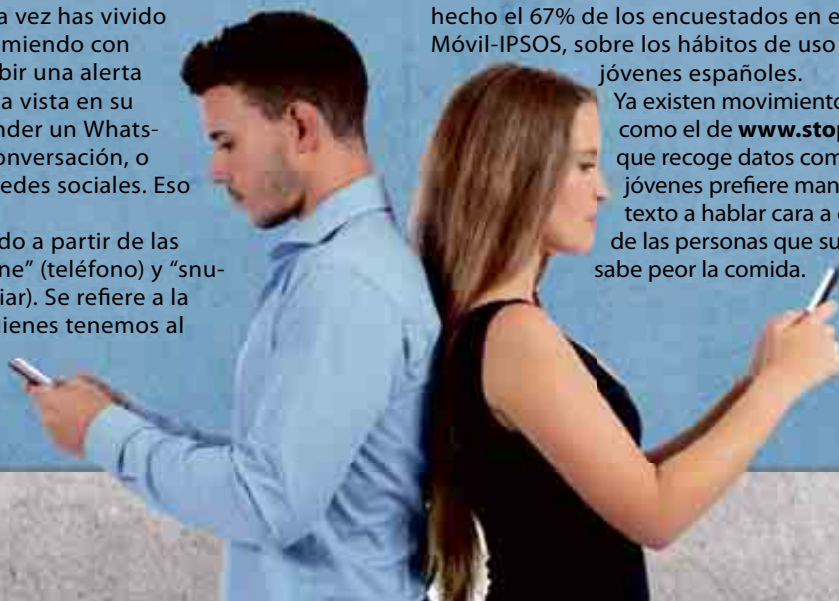 a vez has vivido
miendo con
bir una alerta
a vista en su
nder un Whats-
onversación, o
edes sociales. Eso
do a partir de las
ne” (teléfono) y “snu-
iar). Se refiere a la
uienes tenemos al
hecho el 67% de los encuestados en e
Móvil-IPSOS, sobre los hábitos de uso
jóvenes españoles.
Ya existen movimiento
como el de www.stop
que recoge datos com
jóvenes prefiere man
texto a hablar cara a
de las personas que su
sabe peor la comida.